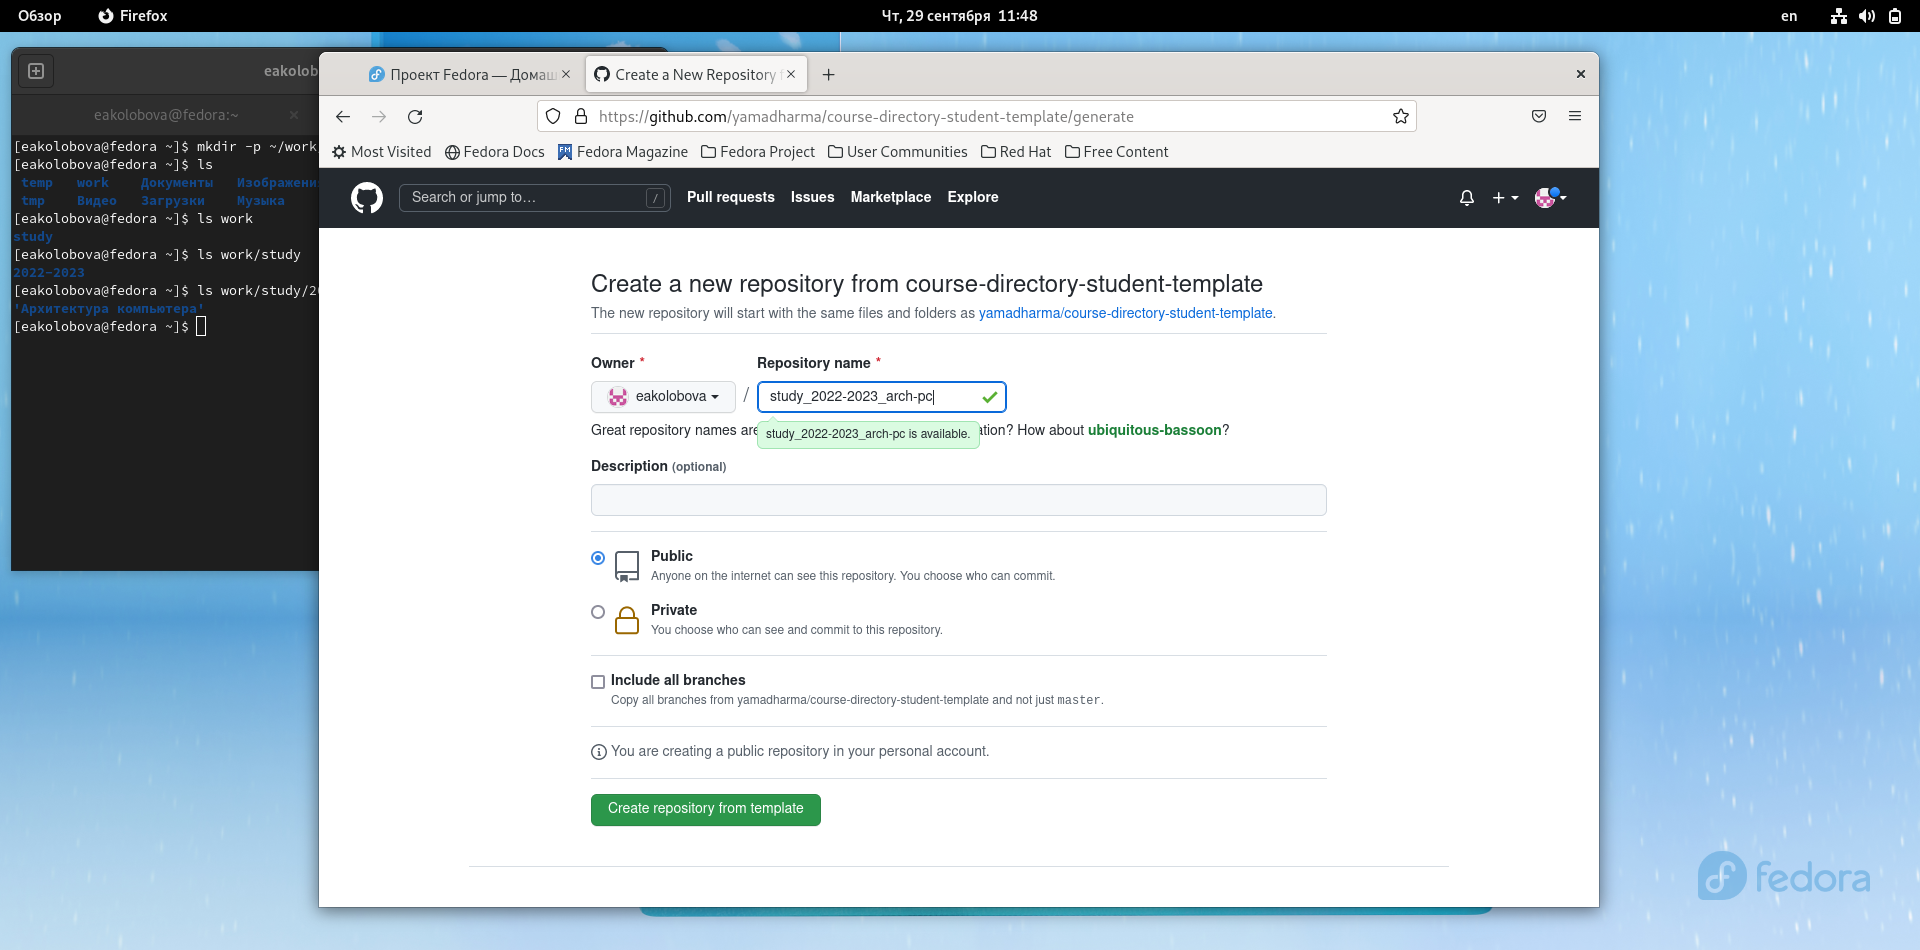 Обзор Firefox Чт, 29 сентября 11:48 en
eakolob
eakolobova@fedora:~
[eakolobova@fedora ~]$ mkdir -p ~/work
[eakolobova@fedora ~]$ ls
temp work Документы Изображени
tmp Видео Загрузки Музыка
[eakolobova@fedora ~]$ ls work
study
[eakolobova@fedora ~]$ ls work/study
2022-2023
[eakolobova@fedora ~]$ ls work/study/2
'Архитектура компьютера'
[eakolobova@fedora ~]$
Проект Fedora — Домаш Create a New Repository
https://github.com/yamadharma/course-directory-student-template/generate
Most Visited Fedora Docs Fedora Magazine Fedora Project User Communities Red Hat Free Content
Search or jump to… / Pull requests Issues Marketplace Explore
Create a new repository from course-directory-student-template
The new repository will start with the same files and folders as yamadharma/course-directory-student-template.
Owner * Repository name *
eakolobova / study_2022-2023_arch-pc
Great repository names are ation? How about ubiquitous-bassoon?
study_2022-2023_arch-pc is available.
Description (optional)
Public
Anyone on the internet can see this repository. You choose who can commit.
Private
You choose who can see and commit to this repository.
Include all branches
Copy all branches from yamadharma/course-directory-student-template and not just master.
You are creating a public repository in your personal account.
Create repository from template
fedora